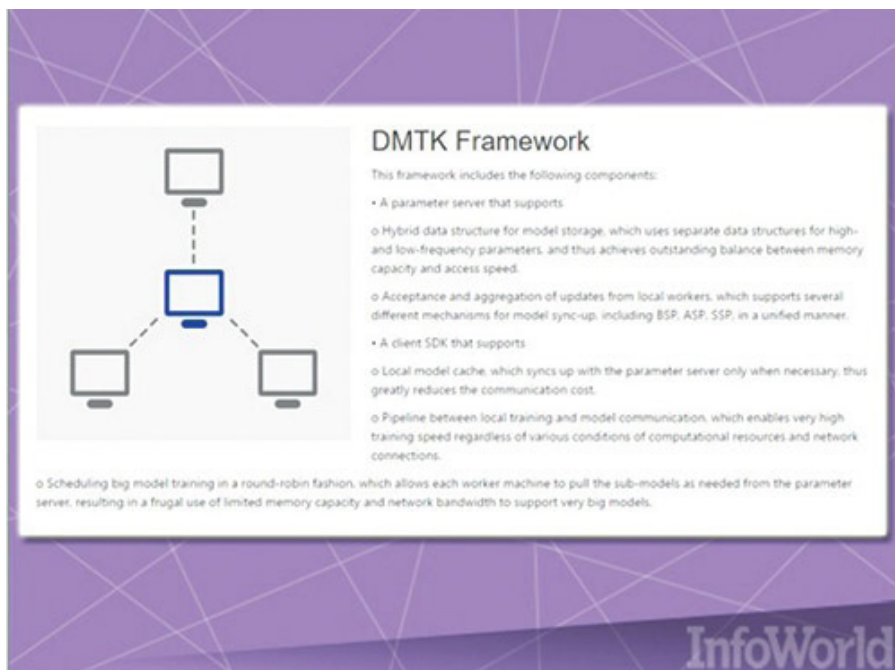 DMTK Framework
This framework includes the following components:
• A parameter server that supports
o Hybrid data structure for model storage, which uses separate data structures for high-
and low-frequency parameters, and thus achieves outstanding balance between memory
capacity and access speed.
o Acceptance and aggregation of updates from local workers, which supports several
different mechanisms for model sync-up, including BSP, ASP, SSP, in a unified manner.
• A client SDK that supports
o Local model cache, which syncs up with the parameter server only when necessary, thus
greatly reduces the communication cost.
o Pipeline between local training and model communication, which enables very high
training speed regardless of various conditions of computational resources and network
connections.
o Scheduling big model training in a round-robin fashion, which allows each worker machine to pull the sub-models as needed from the parameter
server, resulting in a frugal use of limited memory capacity and network bandwidth to support very big models.
InfoWorld